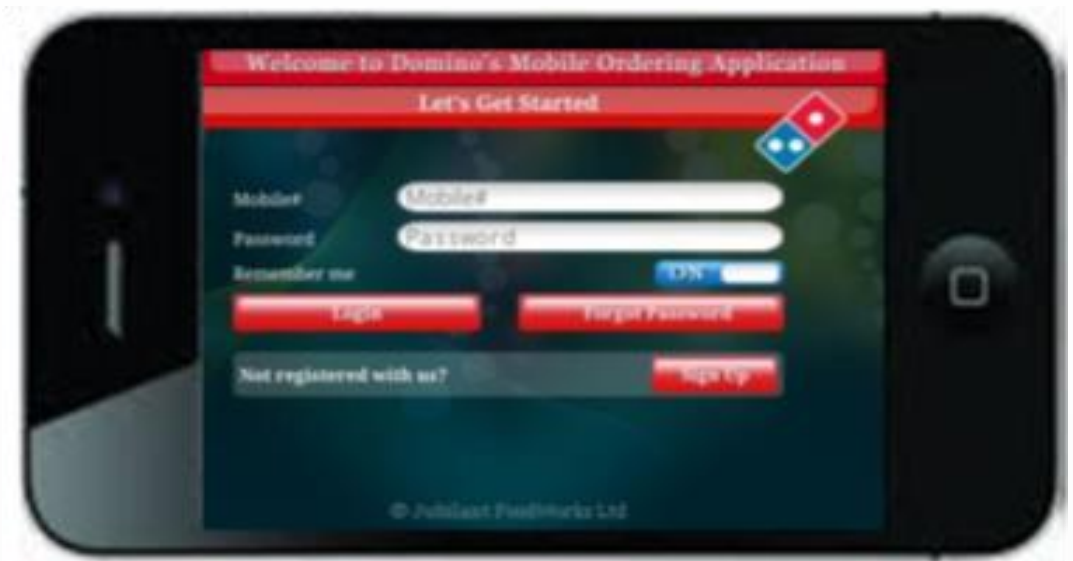 Welcome to Domino's Mobile Ordering Application
Let's Get Started
Mobile# Mobile#
Password Password
Remember me ON
Login Forgot Password
Not registered with us? Sign Up
© Jubilant FoodWorks Ltd